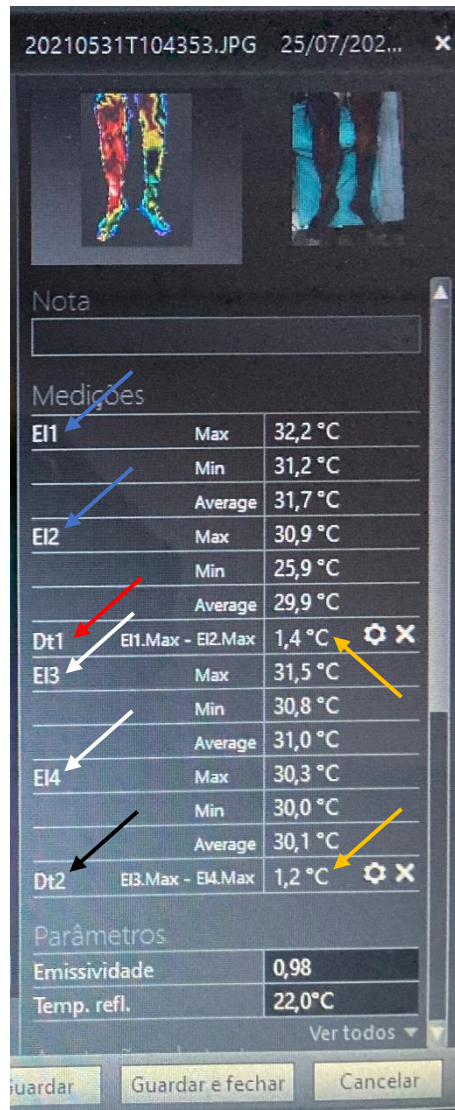 20210531T104353.JPG 25/07/202... ×
Nota
Medições
El1 Max 32,2 °C
Min 31,2 °C
Average 31,7 °C
El2 Max 30,9 °C
Min 25,9 °C
Average 29,9 °C
Dt1 El1.Max - El2.Max 1,4 °C
El3 Max 31,5 °C
Min 30,8 °C
Average 31,0 °C
El4 Max 30,3 °C
Min 30,0 °C
Average 30,1 °C
Dt2 El3.Max - El4.Max 1,2 °C
Parâmetros
Emissividade 0,98
Temp. refl. 22,0°C
Ver todos
Guardar Guardar e fechar Cancelar